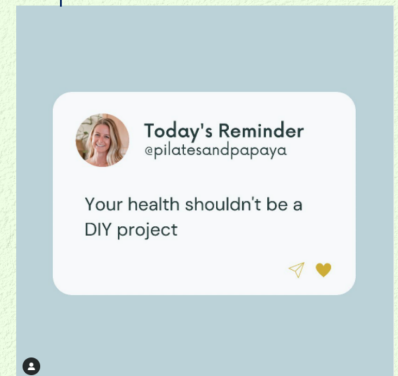 Today's Reminder
@pilatesandpapaya
Your health shouldn't be a
DIY project